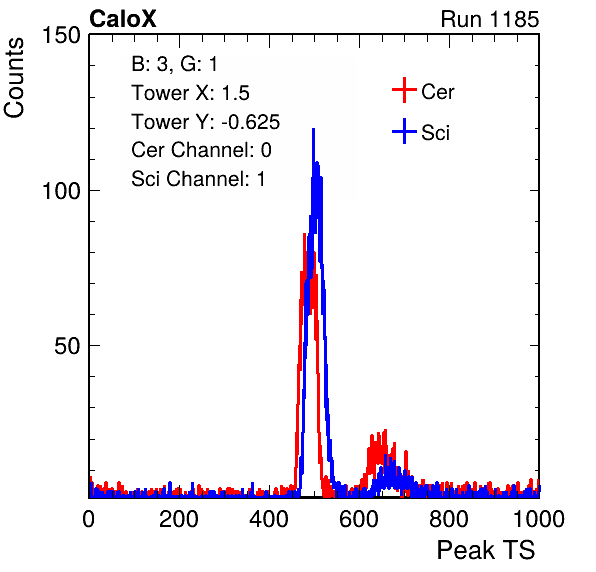 CaloX Run 1185
Counts
150
100
50
B: 3, G: 1
Tower X: 1.5
Tower Y: -0.625
Cer Channel: 0
Sci Channel: 1
Cer
Sci
0 200 400 600 800 1000
Peak TS